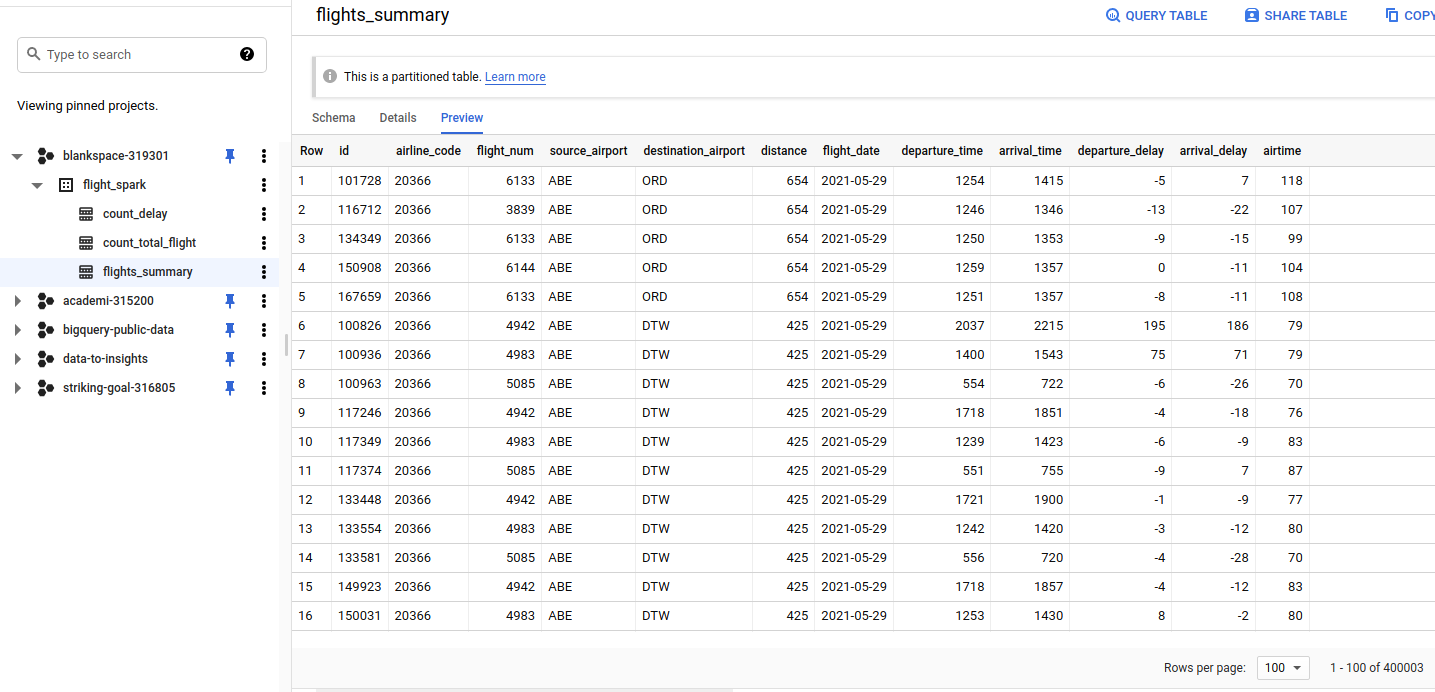 flights_summary
QUERY TABLE SHARE TABLE COPY
Type to search
This is a partitioned table. Learn more
Viewing pinned projects.
Schema Details Preview
blankspace-319301
flight_spark
count_delay
count_total_flight
flights_summary
academi-315200
bigquery-public-data
data-to-insights
striking-goal-316805
Row id airline_code flight_num source_airport destination_airport distance flight_date departure_time arrival_time departure_delay arrival_delay airtime
1 101728 20366 6133 ABE ORD 654 2021-05-29 1254 1415 -5 7 118
2 116712 20366 3839 ABE ORD 654 2021-05-29 1246 1346 -13 -22 107
3 134349 20366 6133 ABE ORD 654 2021-05-29 1250 1353 -9 -15 99
4 150908 20366 6144 ABE ORD 654 2021-05-29 1259 1357 0 -11 104
5 167659 20366 6133 ABE ORD 654 2021-05-29 1251 1357 -8 -11 108
6 100826 20366 4942 ABE DTW 425 2021-05-29 2037 2215 195 186 79
7 100936 20366 4983 ABE DTW 425 2021-05-29 1400 1543 75 71 79
8 100963 20366 5085 ABE DTW 425 2021-05-29 554 722 -6 -26 70
9 117246 20366 4942 ABE DTW 425 2021-05-29 1718 1851 -4 -18 76
10 117349 20366 4983 ABE DTW 425 2021-05-29 1239 1423 -6 -9 83
11 117374 20366 5085 ABE DTW 425 2021-05-29 551 755 -9 7 87
12 133448 20366 4942 ABE DTW 425 2021-05-29 1721 1900 -1 -9 77
13 133554 20366 4983 ABE DTW 425 2021-05-29 1242 1420 -3 -12 80
14 133581 20366 5085 ABE DTW 425 2021-05-29 556 720 -4 -28 70
15 149923 20366 4942 ABE DTW 425 2021-05-29 1718 1857 -4 -12 83
16 150031 20366 4983 ABE DTW 425 2021-05-29 1253 1430 8 -2 80
Rows per page: 100 1 - 100 of 400003